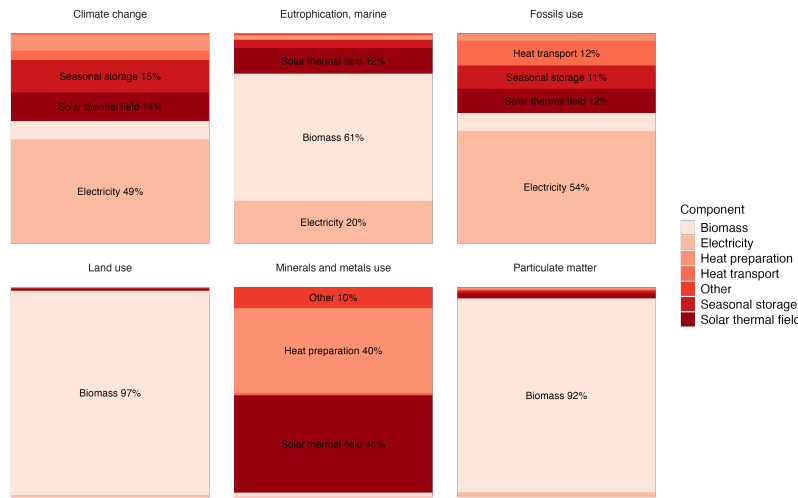 Climate change
Eutrophication, marine
Fossils use
Seasonal storage 15%
Solar thermal field 14%
Electricity 49%
Solar thermal field 12%
Biomass 61%
Electricity 20%
Heat transport 12%
Seasonal storage 11%
Solar thermal field 12%
Electricity 54%
Land use
Minerals and metals use
Particulate matter
Biomass 97%
Other 10%
Heat preparation 40%
Solar thermal field 46%
Biomass 92%
Component
Biomass
Electricity
Heat preparation
Heat transport
Other
Seasonal storage
Solar thermal field